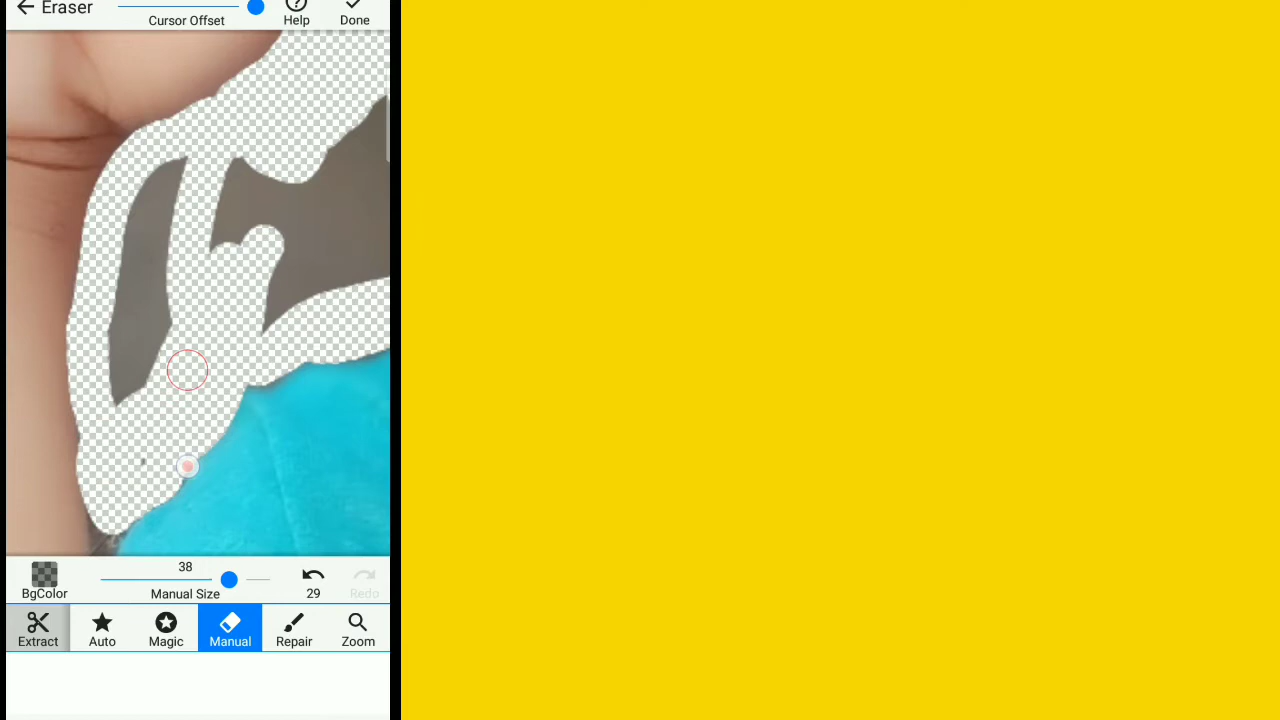 Eraser
Cursor Offset
Help
Done
38
BgColor
Manual Size
29
Redo
Extract
Auto
Magic
Manual
Repair
Zoom